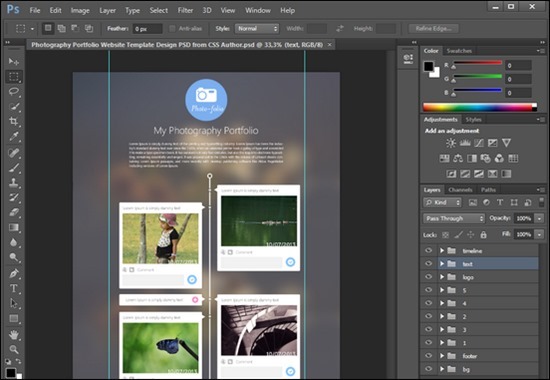 Ps File Edit Image Layer Type Select Filter 3D View Window Help
Feather: 0 px Anti-alias Style: Normal Width: Height: Refine Edge...
Photography Portfolio Website Template Design PSD from CSS Author.psd @ 33,3% (text, RGB/8) ×
Photo-folio
My Photography Portfolio
Lorem Ipsum is simply dummy text
10/07/2013
Comment
Lorem Ipsum is simply dummy text
10/07/2013
Comment
Lorem Ipsum is simply dummy text
Lorem Ipsum is simply dummy text
10/07/2013
Comment
10/07/2013
Comment
Color Swatches
R 0
G 0
B 0
Adjustments Styles
Add an adjustment
Layers Channels Paths
Kind
Pass Through Opacity: 100%
Lock: Fill: 100%
timeline
text
logo
5
4
2
3
1
footer
bg